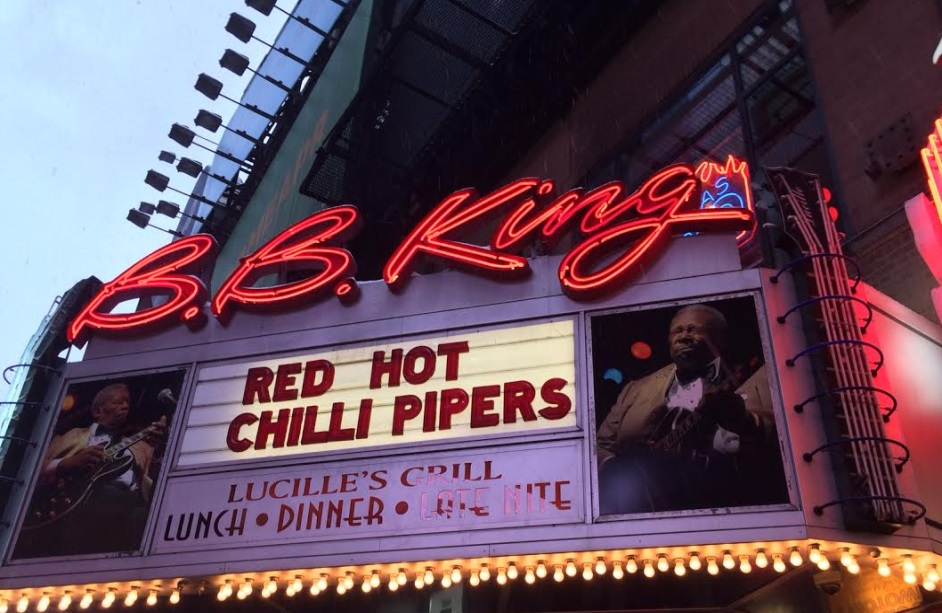 B.B. King
RED HOT
CHILLI PIPERS
LUCILLE'S GRILL
LUNCH • DINNER • LATE NITE